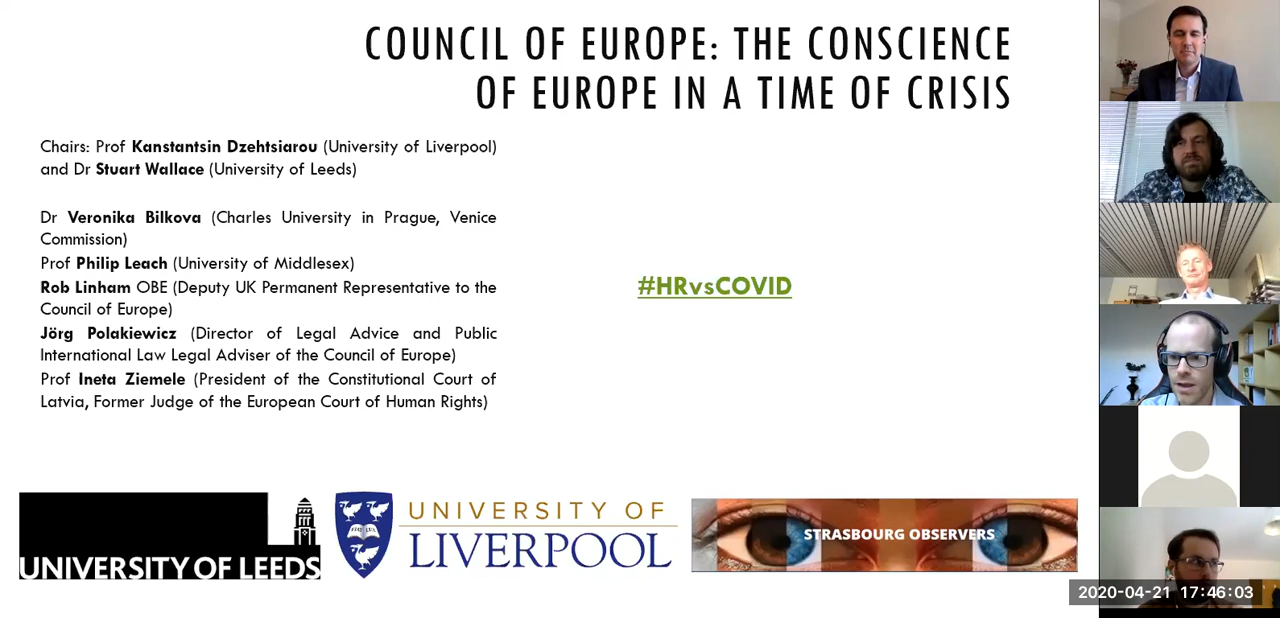 COUNCIL OF EUROPE: THE CONSCIENCE
OF EUROPE IN A TIME OF CRISIS
Chairs: Prof Kanstantsin Dzehtsiarou (University of Liverpool)
and Dr Stuart Wallace (University of Leeds)
Dr Veronika Bilkova (Charles University in Prague, Venice
Commission)
Prof Philip Leach (University of Middlesex)
Rob Linham OBE (Deputy UK Permanent Representative to the
Council of Europe)
Jörg Polakiewicz (Director of Legal Advice and Public
International Law Legal Adviser of the Council of Europe)
Prof Ineta Ziemele (President of the Constitutional Court of
Latvia, Former Judge of the European Court of Human Rights)
#HRvsCOVID
UNIVERSITY OF LEEDS
UNIVERSITY OF
LIVERPOOL
STRASBOURG OBSERVERS
2020-04-21 17:46:03